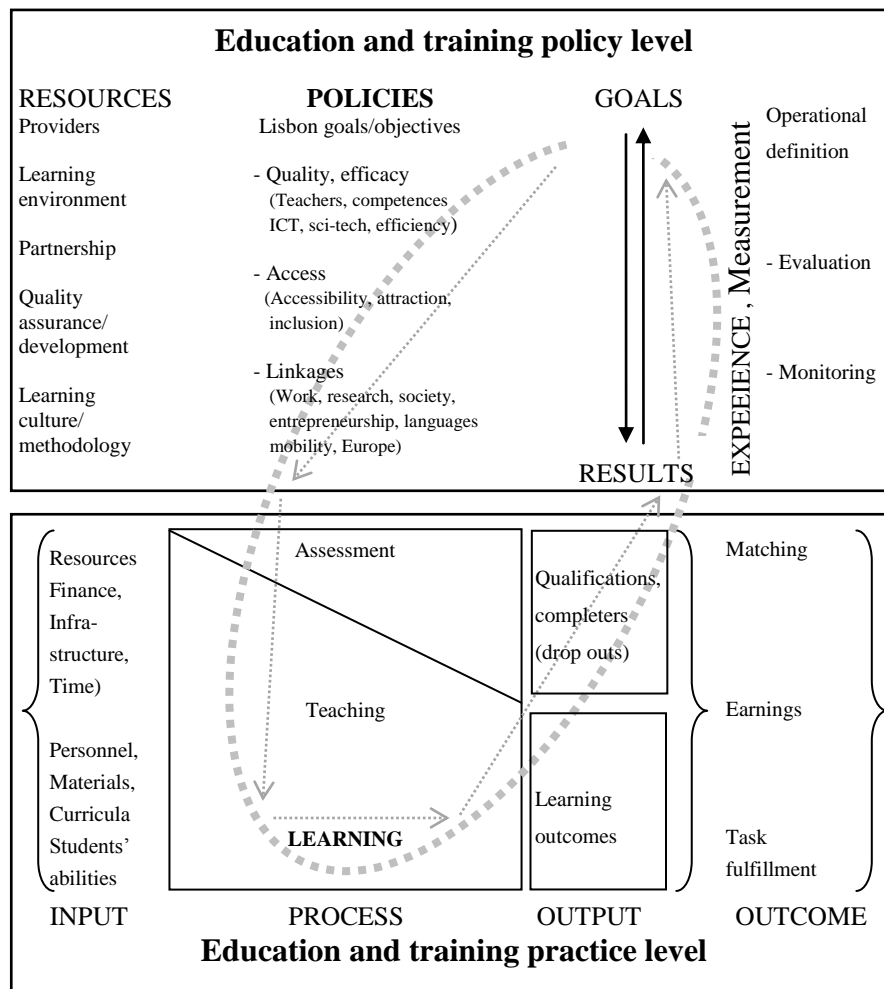 Education and training policy level
RESOURCES
Providers
Learning
environment
Partnership
Quality
assurance/
development
Learning
culture/
methodology
POLICIES
Lisbon goals/objectives
- Quality, efficacy
(Teachers, competences
ICT, sci-tech, efficiency)
- Access
(Accessibility, attraction,
inclusion)
- Linkages
(Work, research, society,
entrepreneurship, languages
mobility, Europe)
GOALS
RESULTS
EXPEEIENCE , Measurement
Operational
definition
- Evaluation
- Monitoring
Resources
Finance,
Infra-
structure,
Time)
Personnel,
Materials,
Curricula
Students’
abilities
INPUT
Assessment
Teaching
LEARNING
PROCESS
Qualifications,
completers
(drop outs)
Learning
outcomes
OUTPUT
Matching
Earnings
Task
fulfillment
OUTCOME
Education and training practice level